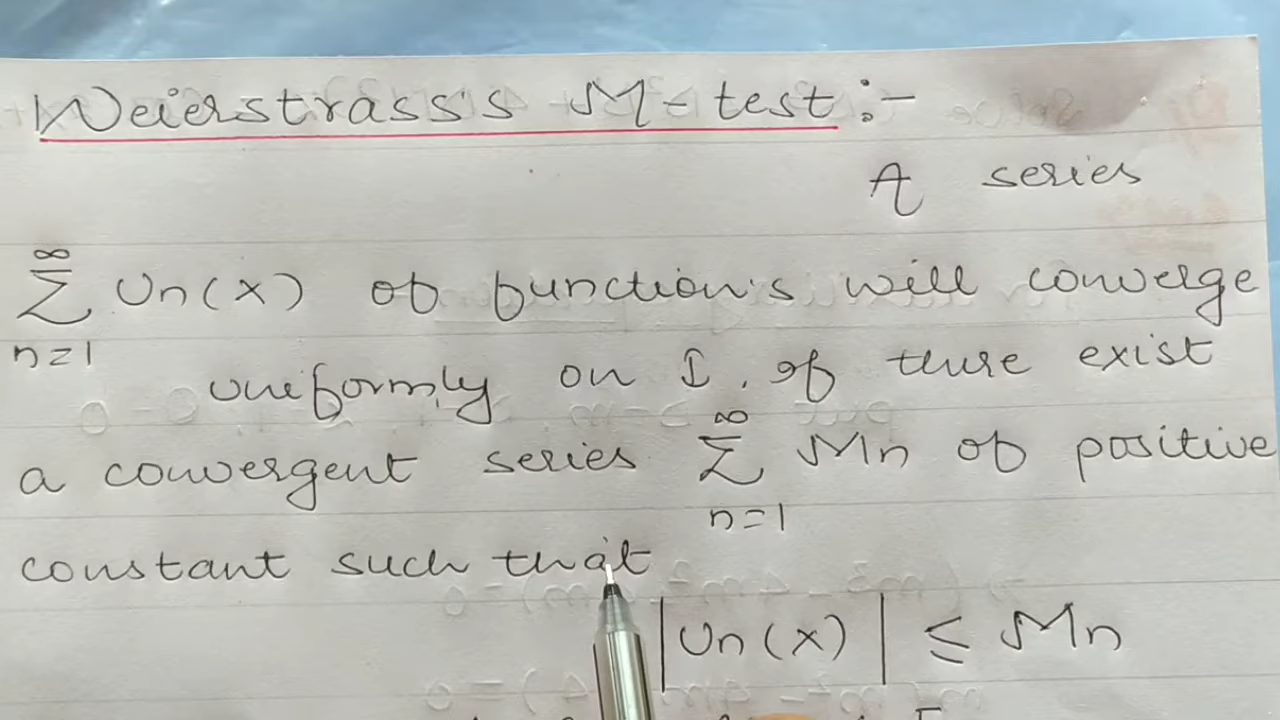 Weierstrass's M-test :-
A series
∞∑n=1 Un(x) of function's will converge
uniformly on I. if there exist
a convergent series ∞∑n=1 Mn of positive
constant such that
|Un(x)| ≤ Mn